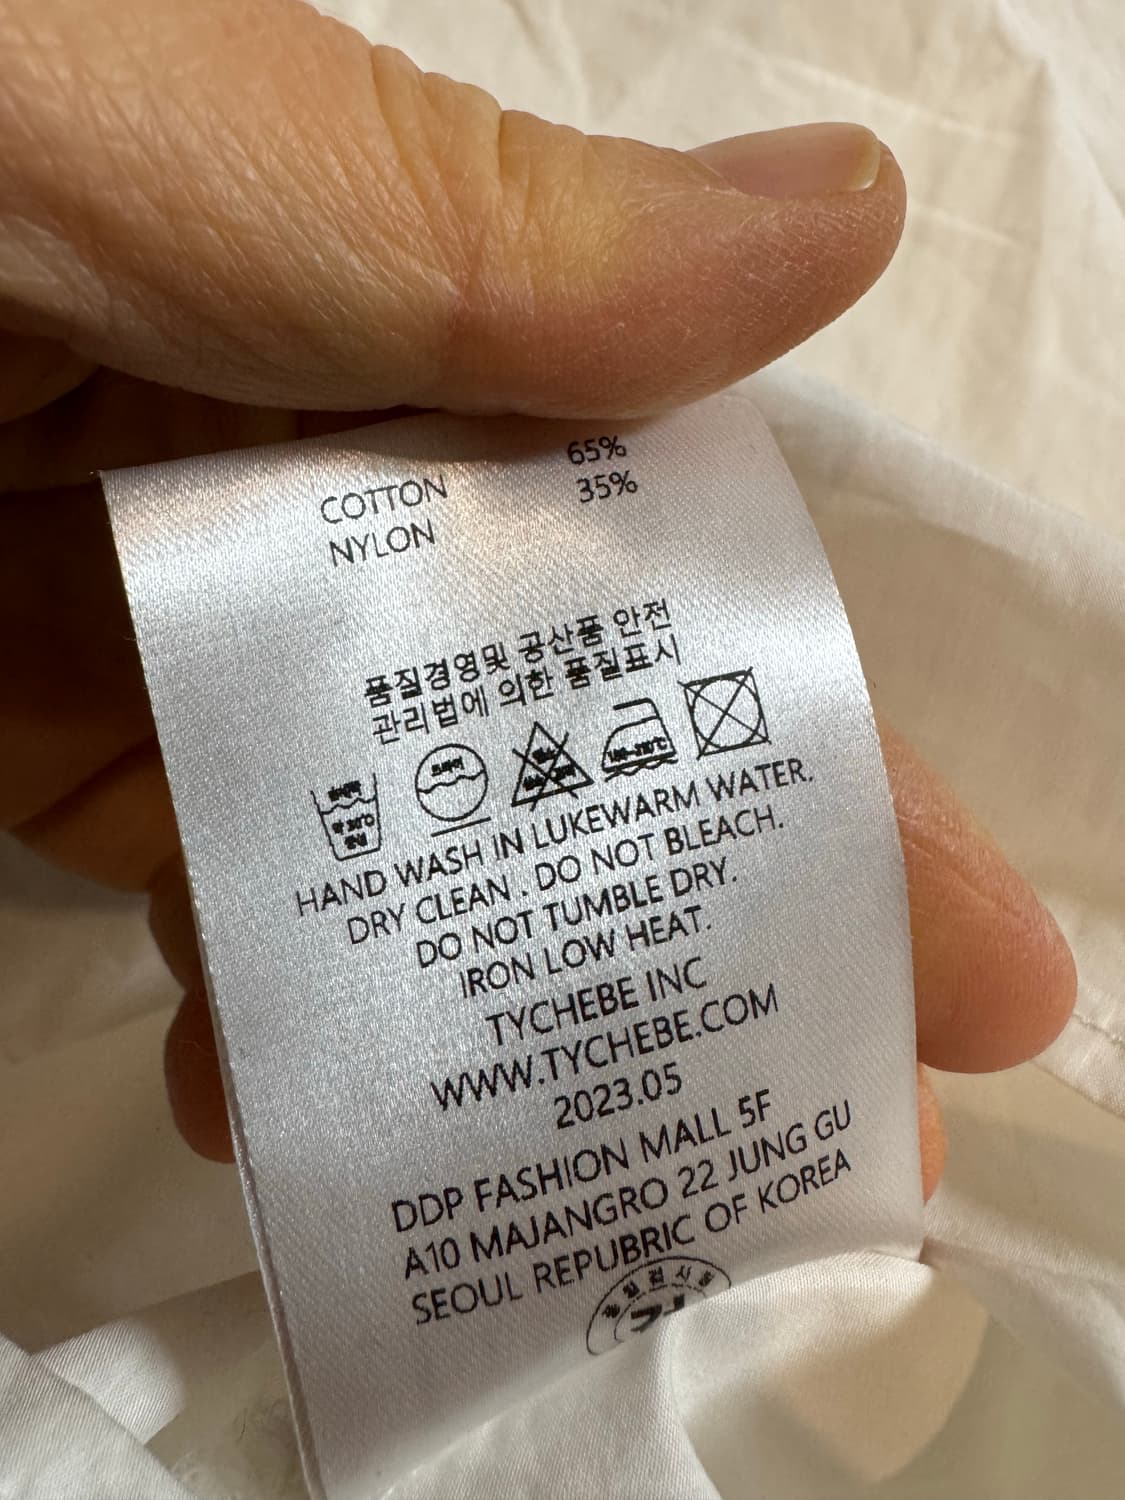 COTTON 65%
NYLON 35%
품질경영및 공산품 안전
관리법에 의한 품질표시
HAND WASH IN LUKEWARM WATER.
DRY CLEAN . DO NOT BLEACH.
DO NOT TUMBLE DRY.
IRON LOW HEAT.
TYCHEBE INC
WWW.TYCHEBE.COM
2023.05
DDP FASHION MALL 5F
A10 MAJANGRO 22 JUNG GU
SEOUL REPUBRIC OF KOREA